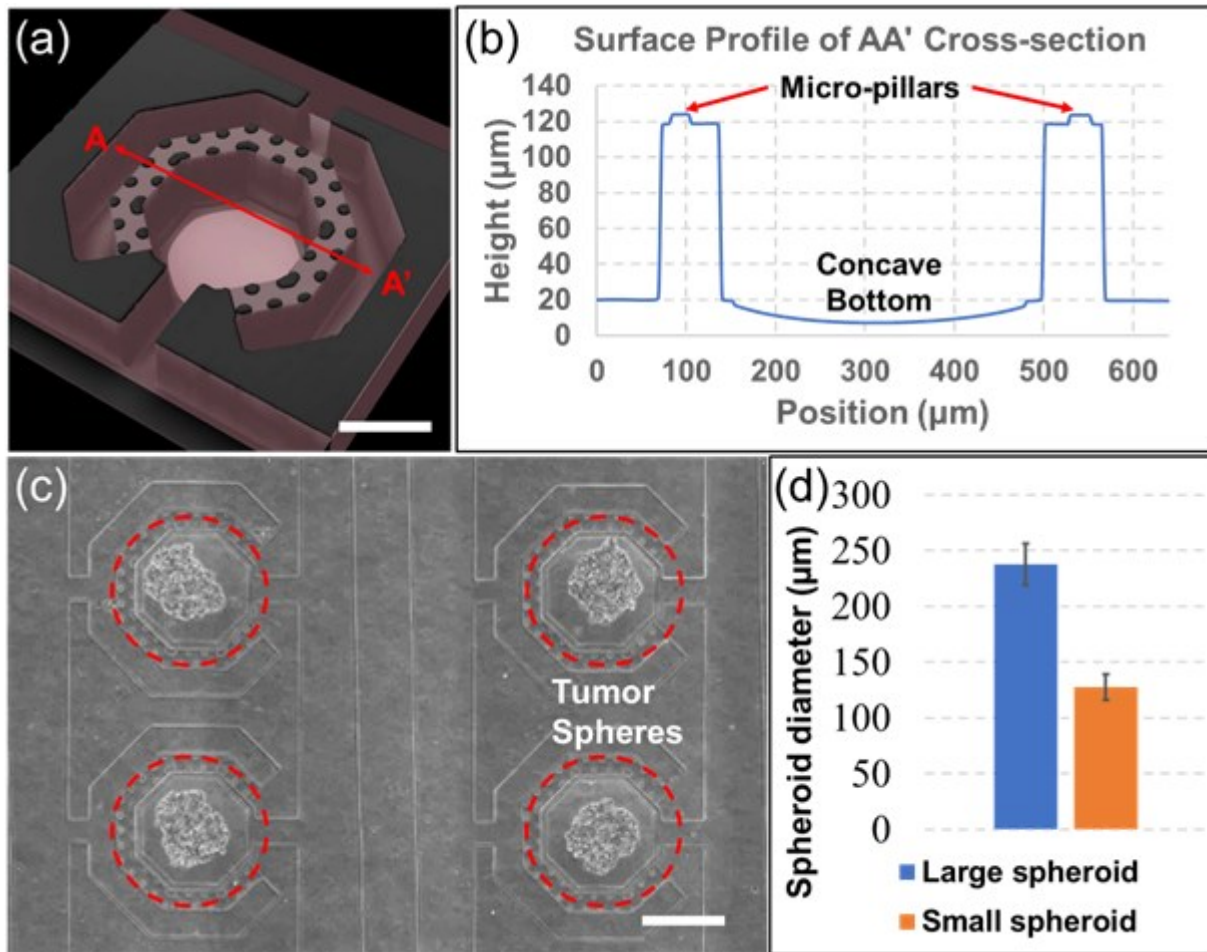 (a)
A
A'
(b)
Surface Profile of AA' Cross-section
Micro-pillars
Concave
Bottom
Height (µm)
140
120
100
80
60
40
20
0
0 100 200 300 400 500 600
Position (µm)
(c)
Tumor
Spheres
(d)
Spheroid diameter (µm)
300
250
200
150
100
50
0
Large spheroid
Small spheroid